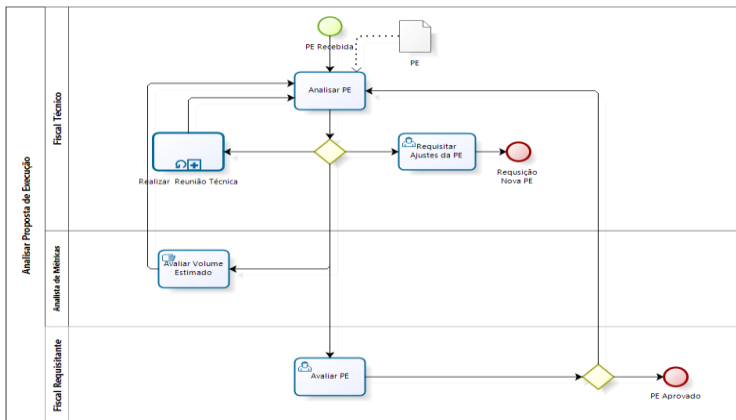 Analisar Proposta de Execução
Fiscal Técnico
PE Recebida
PE
Analisar PE
Requisitar
Ajustes da PE
Realizar Reunião Técnica
Requsição
Nova PE
Analista de Métricas
Avaliar Volume
Estimado
Fiscal Requisitante
Avaliar PE
PE Aprovado